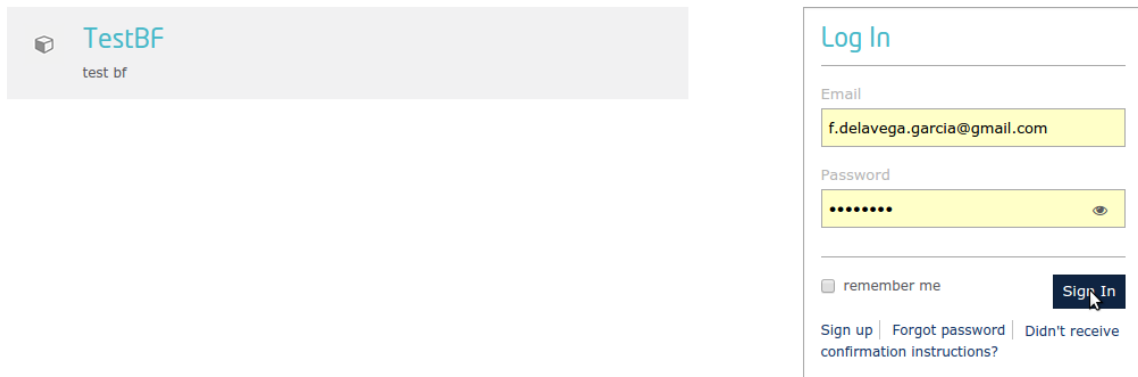 TestBF
test bf
Log In
Email
f.delavega.garcia@gmail.com
Password
••••••••
remember me
Sign In
Sign up | Forgot password | Didn't receive
confirmation instructions?